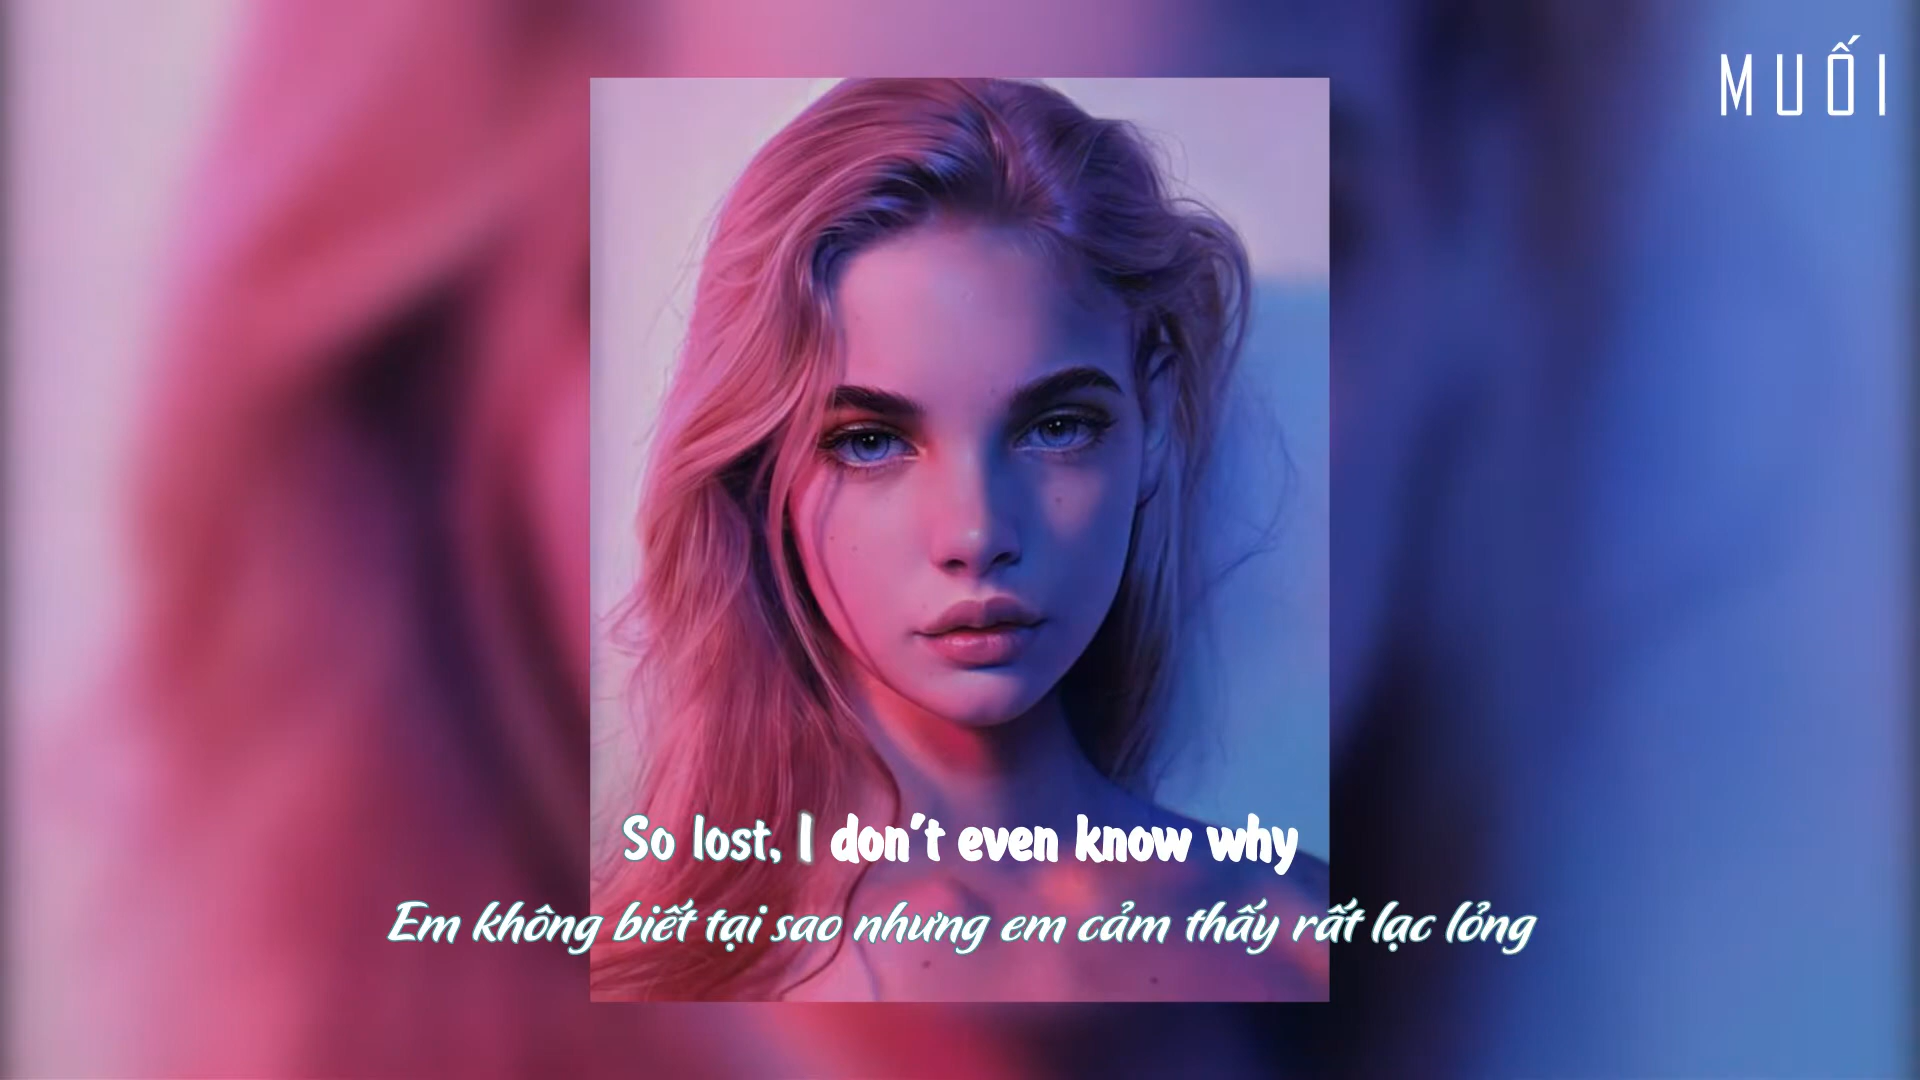 MUỐI
So lost, I don't even know why
Em không biết tại sao nhưng em cảm thấy rất lạc lỏng